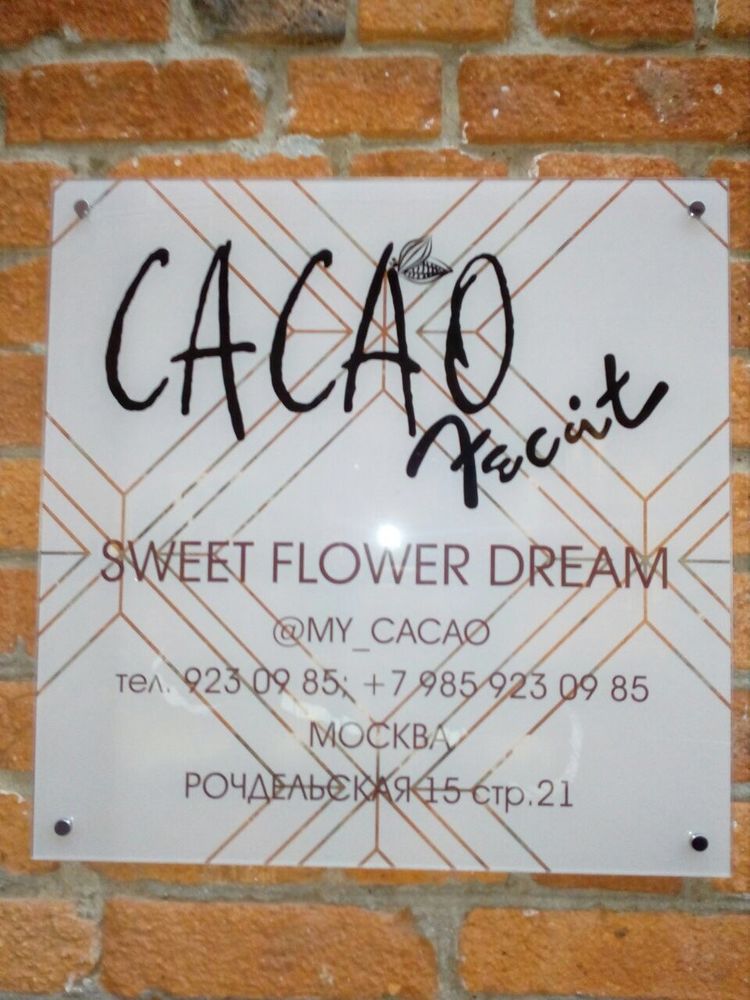 CACAO
Fecit
SWEET FLOWER DREAM
@MY_CACAO
тел. 923 09 85; +7 985 923 09 85
МОСКВА
РОЧДЕЛЬСКАЯ 15 стр.21